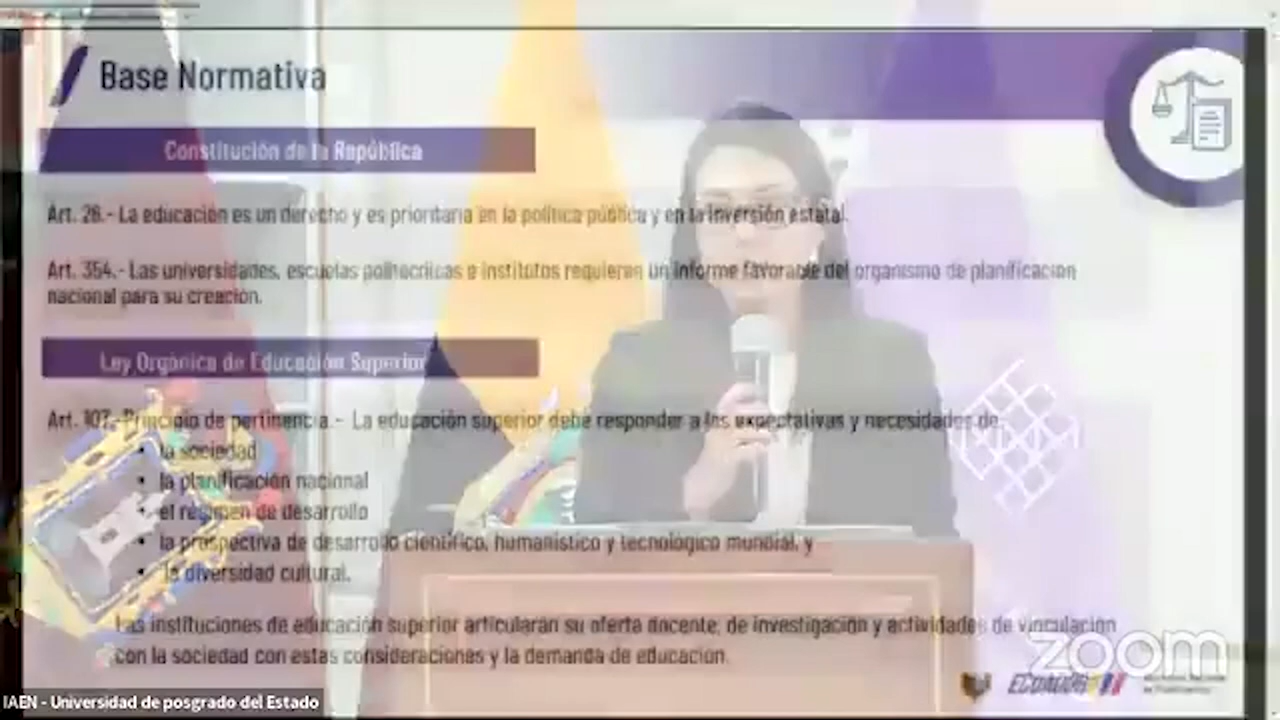 Base Normativa
Constitución de la República
Art. 26.- La educación es un derecho y es prioritaria en la política pública y en la inversión estatal.
Art. 354.- Las universidades, escuelas politécnicas e institutos requieren un informe favorable del organismo de planificación
nacional para su creación.
Ley Orgánica de Educación Superior
Art. 107.-Principio de pertinencia.- La educación superior debe responder a las expectativas y necesidades de:
• la sociedad
• la planificación nacional
• el régimen de desarrollo
• la prospectiva de desarrollo científico, humanístico y tecnológico mundial, y
• la diversidad cultural.
Las instituciones de educación superior articularán su oferta docente, de investigación y actividades de vinculación
con la sociedad con estas consideraciones y la demanda de educación.
zoom
ECUADOR
IAEN - Universidad de posgrado del Estado